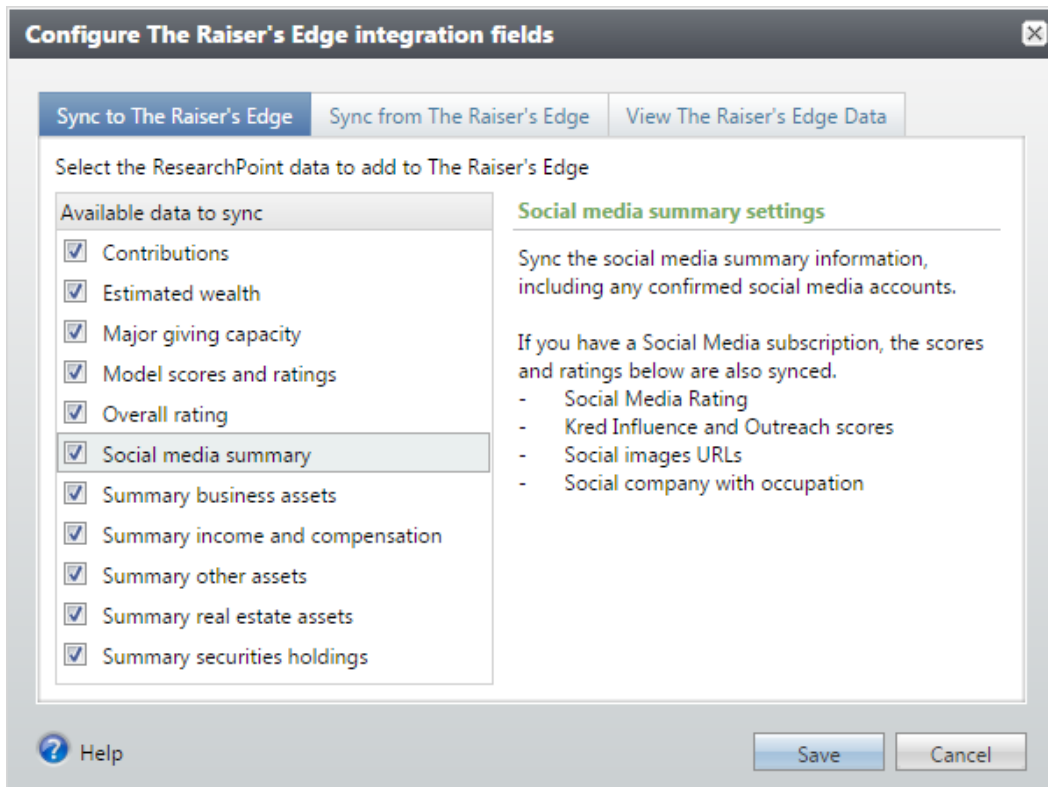 Configure The Raiser's Edge integration fields
Sync to The Raiser's Edge
Sync from The Raiser's Edge
View The Raiser's Edge Data
Select the ResearchPoint data to add to The Raiser's Edge
Available data to sync
Contributions
Estimated wealth
Major giving capacity
Model scores and ratings
Overall rating
Social media summary
Summary business assets
Summary income and compensation
Summary other assets
Summary real estate assets
Summary securities holdings
Social media summary settings
Sync the social media summary information,
including any confirmed social media accounts.
If you have a Social Media subscription, the scores
and ratings below are also synced.
- Social Media Rating
- Kred Influence and Outreach scores
- Social images URLs
- Social company with occupation
Help
Save
Cancel